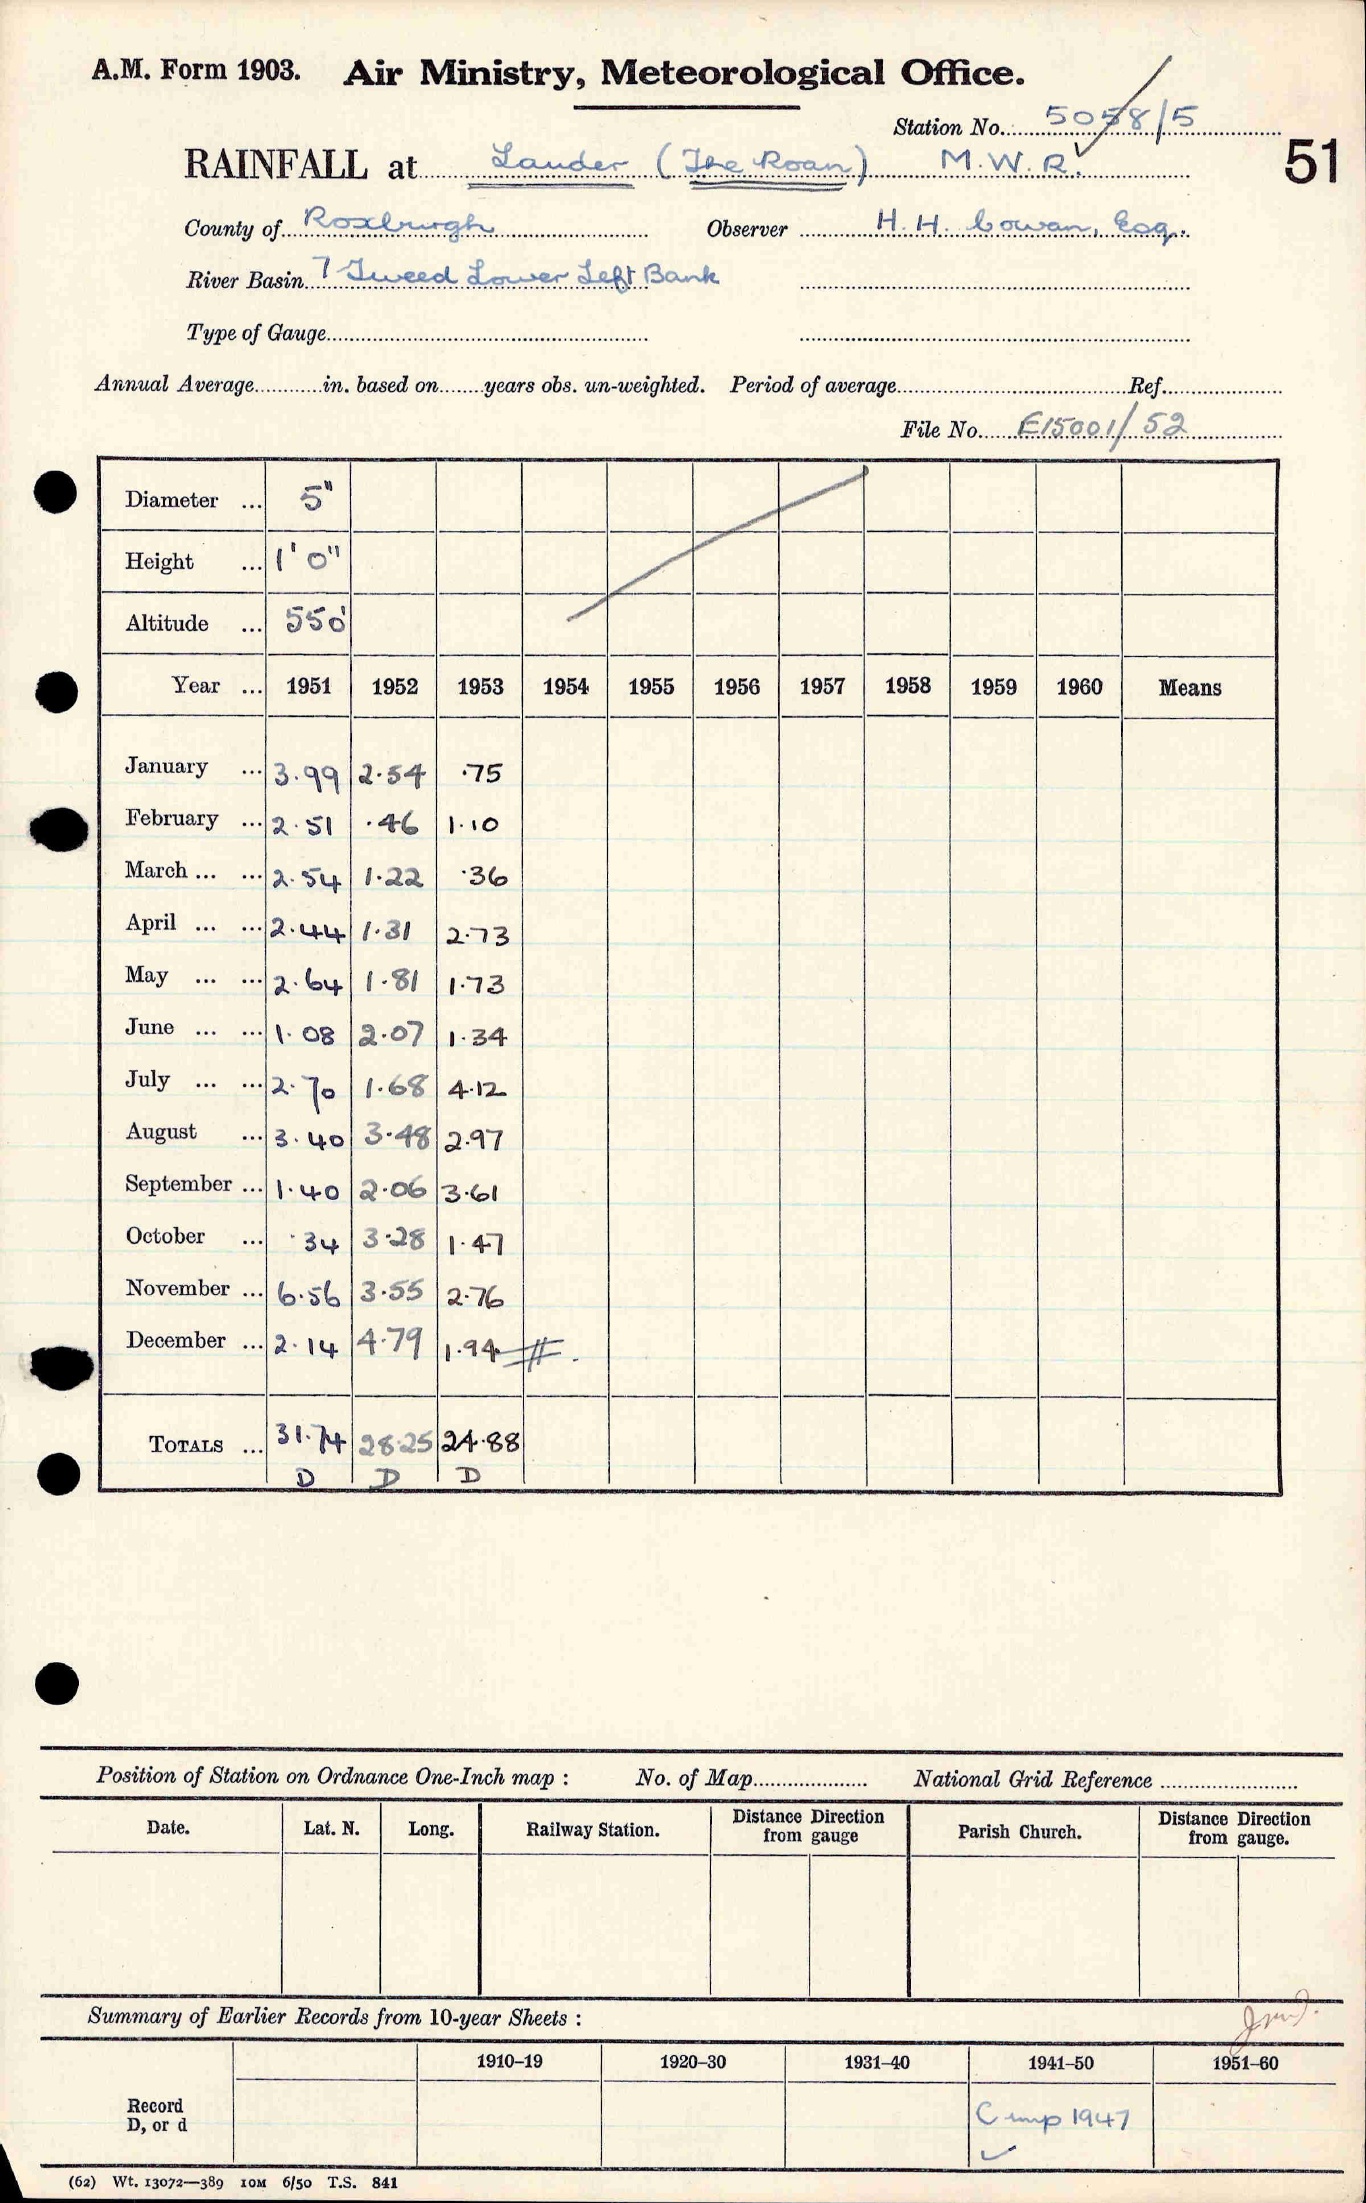 A.M. Form 1903. Air Ministry, Meteorological Office.
Station No. 5058/5
RAINFALL at Lauder (The Roan) M.W.R. 51
County of Roxburgh Observer H. H. Cowan, Esq.
River Basin 7 Tweed Lower Left Bank
Type of Gauge
Annual Average in. based on years obs. un-weighted. Period of average Ref.
File No. E15001/52
Diameter ... 5"
Height ... 1' 0"
Altitude ... 550'
Year ... 1951 1952 1953 1954 1955 1956 1957 1958 1959 1960 Means
January ... 3.99 2.54 .75
February ... 2.51 .46 1.10
March ... ... 2.54 1.22 .36
April ... ... 2.44 1.31 2.73
May ... ... 2.64 1.81 1.73
June ... ... 1.08 2.07 1.34
July ... ... 2.70 1.68 4.12
August ... 3.40 3.48 2.97
September ... 1.40 2.06 3.61
October ... .34 3.28 1.47
November ... 6.56 3.55 2.76
December ... 2.14 4.79 1.94 #.
TOTALS ... 31.74 28.25 24.88
D D D
Position of Station on Ordnance One-Inch map : No. of Map National Grid Reference
Date. Lat. N. Long. Railway Station. Distance from Direction gauge Parish Church. Distance from Direction gauge.
Summary of Earlier Records from 10-year Sheets :
1910–19 1920–30 1931–40 1941–50 1951–60
Record
D, or d
1947
(62) Wt. 13072—389 10M 6/50 T.S. 841